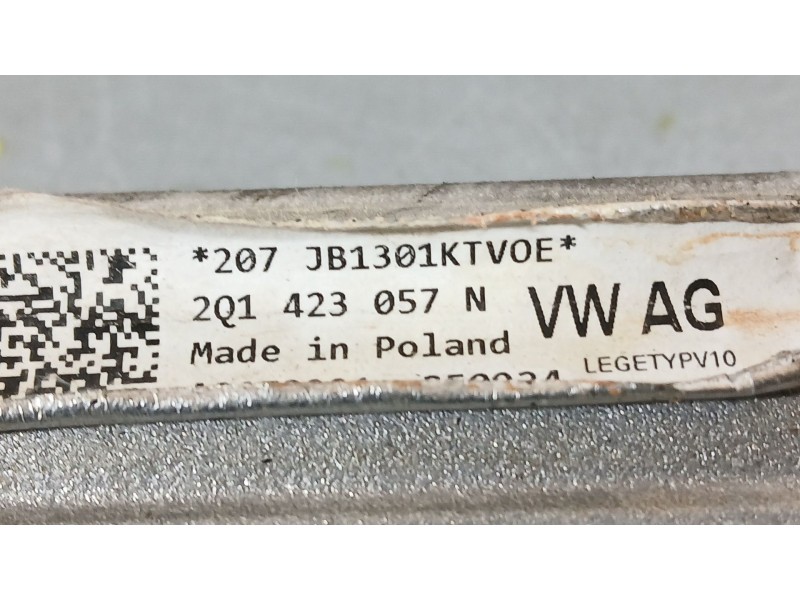 *207 JB1301KTVOE*
2Q1 423 057 N
VW AG
Made in Poland
LEGETYPV10